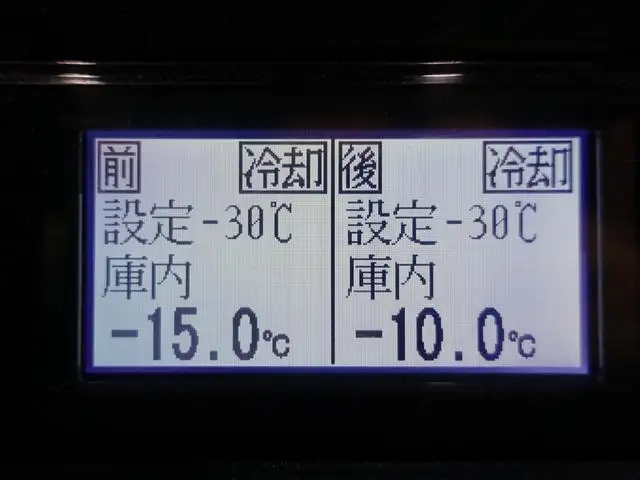 前 冷却
設定-30℃
庫内
-15.0℃
後 冷却
設定-30℃
庫内
-10.0℃